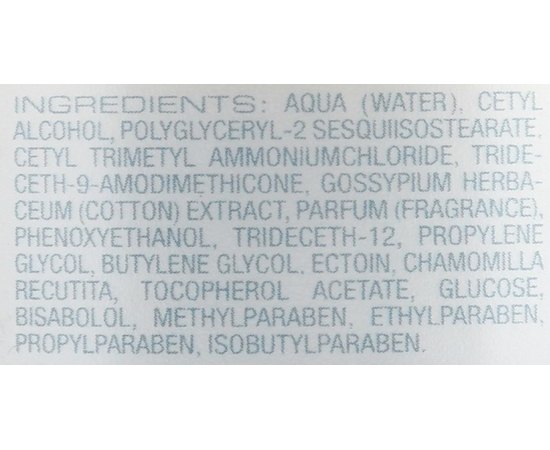 INGREDIENTS: AQUA (WATER), CETYL
ALCOHOL, POLYGLYCERYL-2 SESQUIISOSTEARATE,
CETYL TRIMETYL AMMONIUMCHLORIDE, TRIDE-
CETH-9-AMODIMETHICONE, GOSSYPIUM HERBA-
CEUM (COTTON) EXTRACT, PARFUM (FRAGRANCE),
PHENOXYETHANOL, TRIDECETH-12, PROPYLENE
GLYCOL, BUTYLENE GLYCOL, ECTOIN, CHAMOMILLA
RECUTITA, TOCOPHEROL ACETATE, GLUCOSE,
BISABOLOL, METHYLPARABEN, ETHYLPARABEN,
PROPYLPARABEN, ISOBUTYLPARABEN.